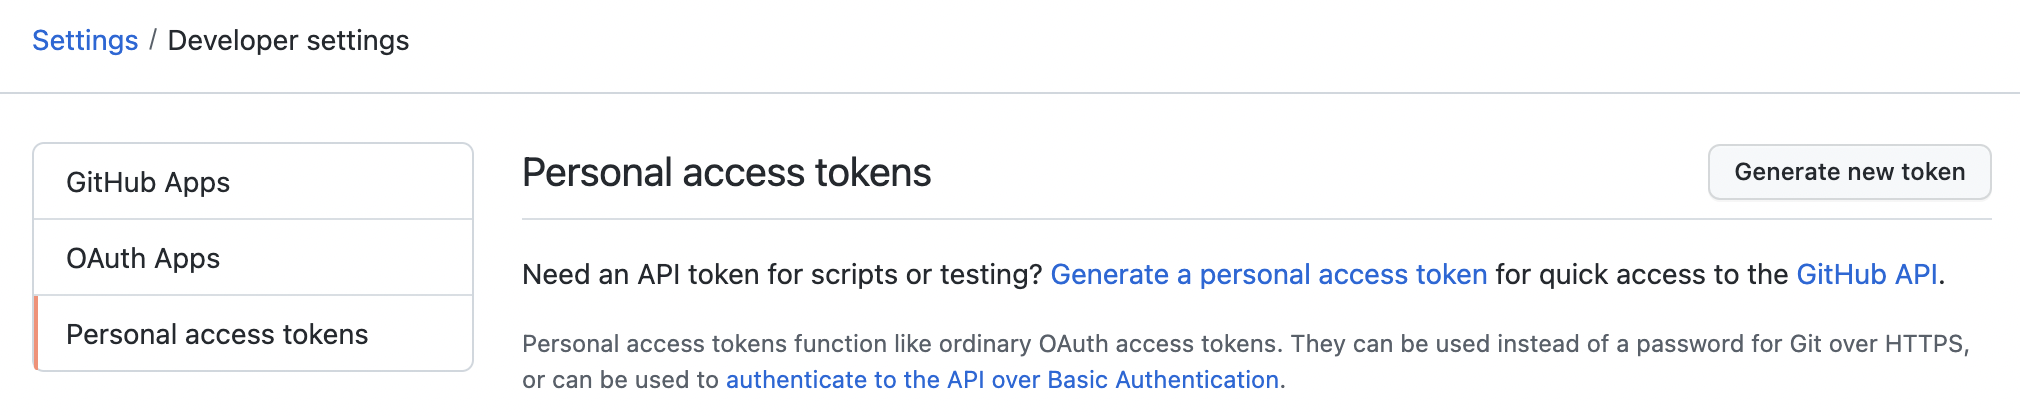 Settings / Developer settings
GitHub Apps
OAuth Apps
Personal access tokens
Personal access tokens
Generate new token
Need an API token for scripts or testing? Generate a personal access token for quick access to the GitHub API.
Personal access tokens function like ordinary OAuth access tokens. They can be used instead of a password for Git over HTTPS,
or can be used to authenticate to the API over Basic Authentication.